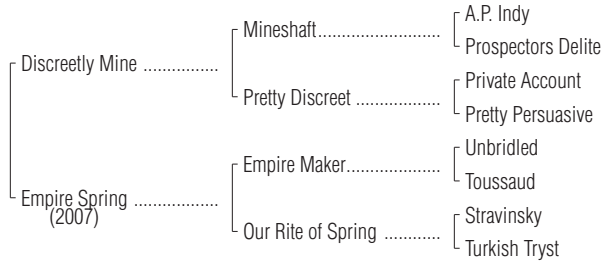 A.P. Indy
Mineshaft
Prospectors Delite
Discreetly Mine
Private Account
Pretty Discreet
Pretty Persuasive
Unbridled
Empire Maker
Toussaud
Empire Spring
(2007)
Stravinsky
Our Rite of Spring
Turkish Tryst